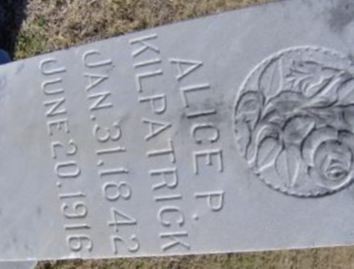 ALICE P.
KILPATRICK
JAN. 31. 1842
JUNE 20. 1916